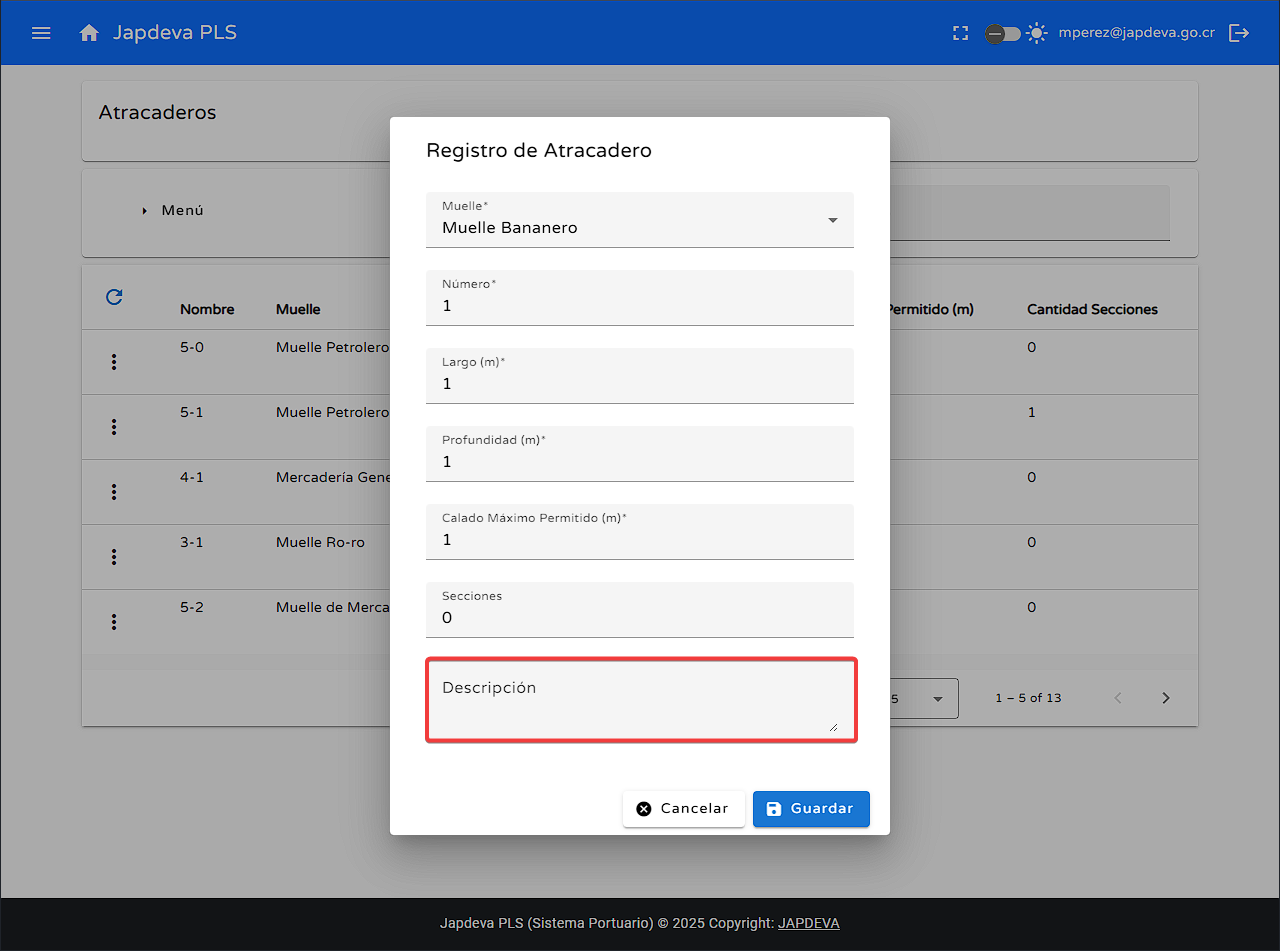 Japdeva PLS
mperez@japdeva.go.cr
Atracaderos
Menú
Registro de Atracadero
Muelle*
Muelle Bananero
Número*
1
Largo (m)*
1
Profundidad (m)*
1
Calado Máximo Permitido (m)*
1
Secciones
0
Descripción
Cancelar
Guardar
Nombre Muelle Permitido (m) Cantidad Secciones
5-0 Muelle Petrolero 0
5-1 Muelle Petrolero 1
4-1 Mercadería Gene 0
3-1 Muelle Ro-ro 0
5-2 Muelle de Merca 0
5 1 – 5 of 13
Japdeva PLS (Sistema Portuario) © 2025 Copyright: JAPDEVA